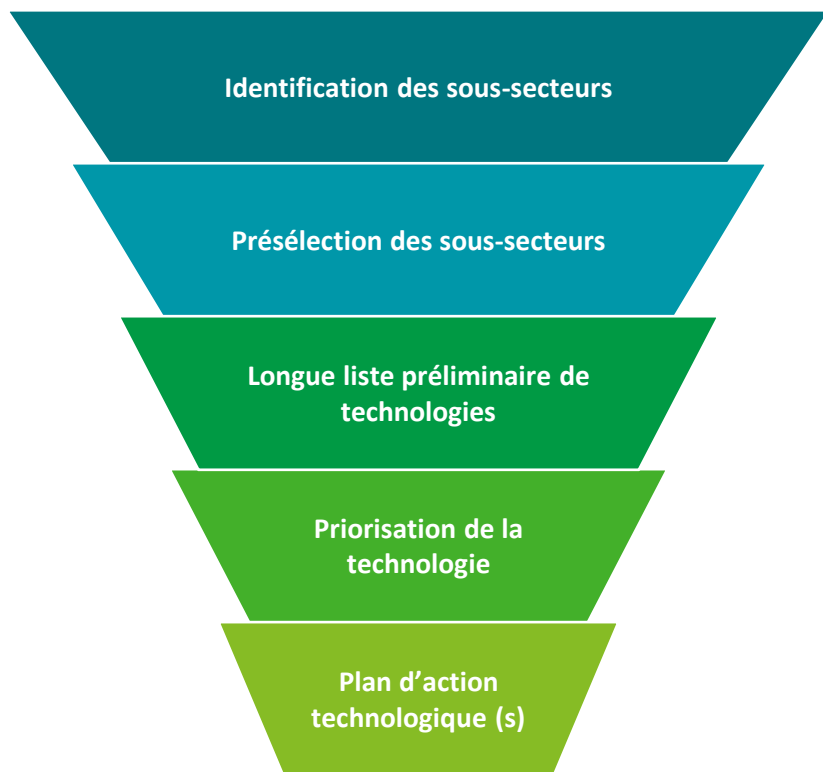 Identification des sous-secteurs
Présélection des sous-secteurs
Longue liste préliminaire de
technologies
Priorisation de la
technologie
Plan d’action
technologique (s)